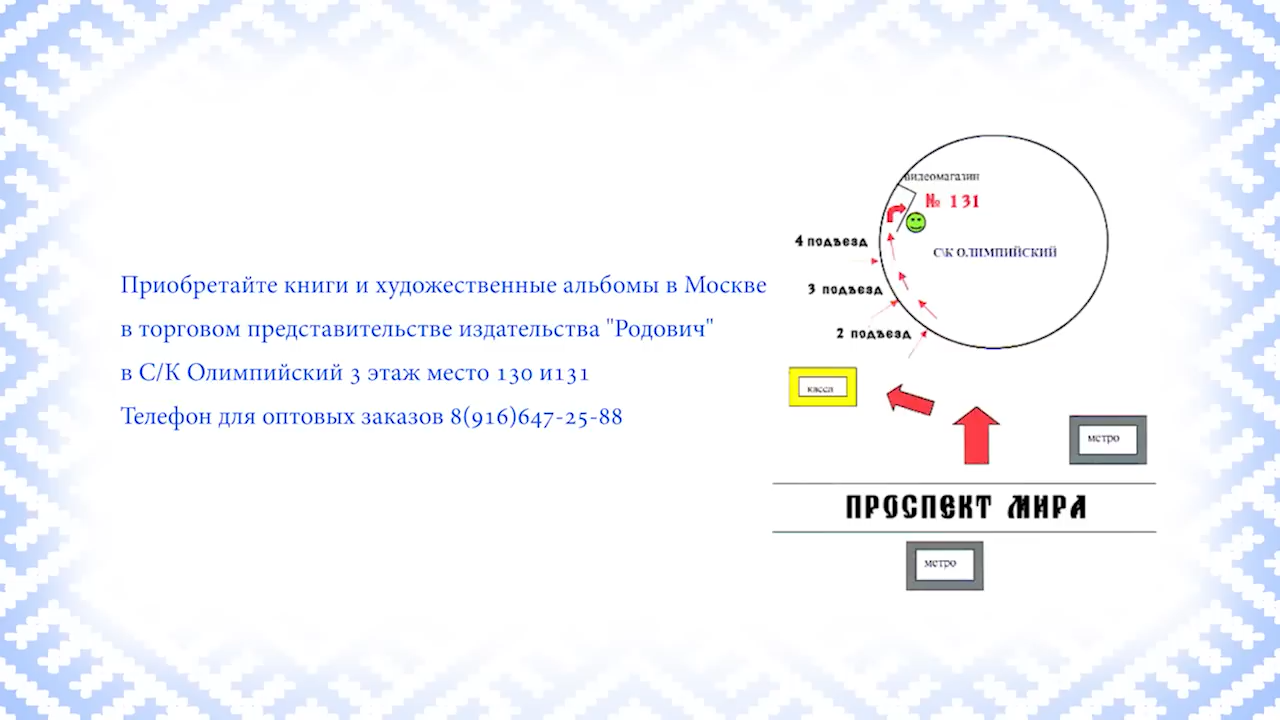 Приобретайте книги и художественные альбомы в Москве
в торговом представительстве издательства "Родович"
в С/К Олимпийский 3 этаж место 130 и131
Телефон для оптовых заказов 8(916)647-25-88
видеомагазин
№ 131
4 подъезд
С\К ОЛИМПИЙСКИЙ
3 подъезд
2 подъезд
касса
метро
ПРОСПЕКТ МИРА
метро